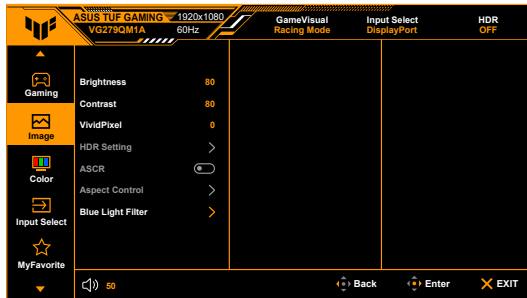 ASUS TUF GAMING 1920x1080
VG279QM1A 60Hz
GameVisual
Racing Mode
Input Select
DisplayPort
HDR
OFF
Gaming
Image
Color
Input Select
MyFavorite
Brightness 80
Contrast 80
VividPixel 0
HDR Setting
ASCR
Aspect Control
Blue Light Filter
50
Back
Enter
EXIT